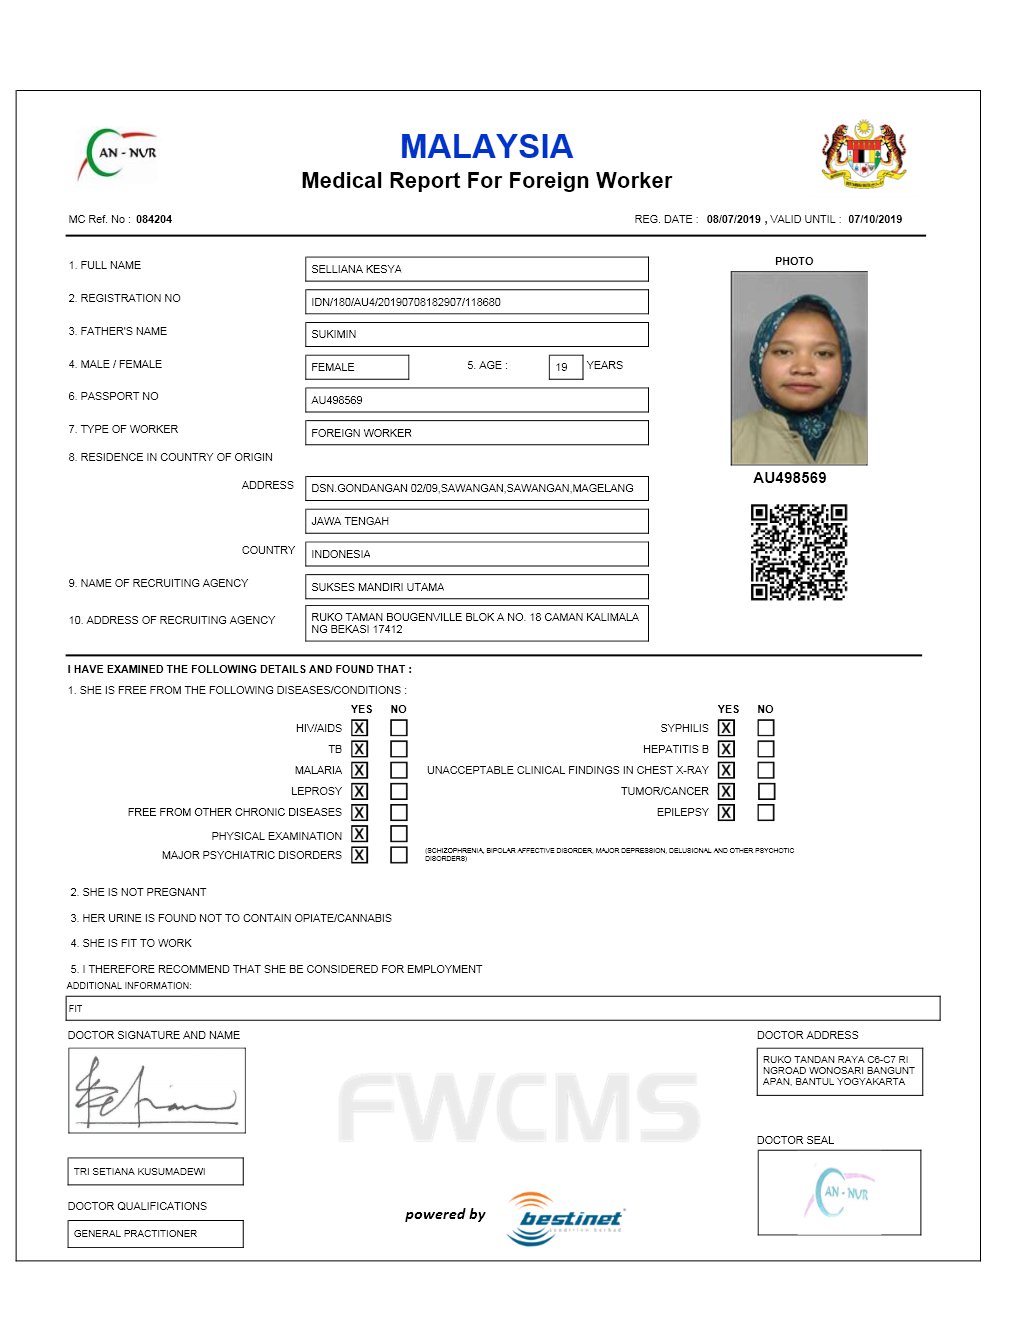 AN - NUR
MALAYSIA
Medical Report For Foreign Worker
MC Ref. No : 084204
REG. DATE : 08/07/2019 , VALID UNTIL : 07/10/2019
1. FULL NAME
SELLIANA KESYA
2. REGISTRATION NO
IDN/180/AU4/20190708182907/118680
3. FATHER'S NAME
SUKIMIN
4. MALE / FEMALE
FEMALE
5. AGE :
19
YEARS
6. PASSPORT NO
AU498569
7. TYPE OF WORKER
FOREIGN WORKER
8. RESIDENCE IN COUNTRY OF ORIGIN
ADDRESS
DSN.GONDANGAN 02/09,SAWANGAN,SAWANGAN,MAGELANG
JAWA TENGAH
COUNTRY
INDONESIA
9. NAME OF RECRUITING AGENCY
SUKSES MANDIRI UTAMA
10. ADDRESS OF RECRUITING AGENCY
RUKO TAMAN BOUGENVILLE BLOK A NO. 18 CAMAN KALIMALA
NG BEKASI 17412
PHOTO
AU498569
I HAVE EXAMINED THE FOLLOWING DETAILS AND FOUND THAT :
1. SHE IS FREE FROM THE FOLLOWING DISEASES/CONDITIONS :
YES NO
HIV/AIDS X
TB X
MALARIA X
LEPROSY X
FREE FROM OTHER CHRONIC DISEASES X
PHYSICAL EXAMINATION X
MAJOR PSYCHIATRIC DISORDERS X
YES NO
SYPHILIS X
HEPATITIS B X
UNACCEPTABLE CLINICAL FINDINGS IN CHEST X-RAY X
TUMOR/CANCER X
EPILEPSY X
(SCHIZOPHRENIA, BIPOLAR AFFECTIVE DISORDER, MAJOR DEPRESSION, DELUSIONAL AND OTHER PSYCHOTIC
DISORDERS)
2. SHE IS NOT PREGNANT
3. HER URINE IS FOUND NOT TO CONTAIN OPIATE/CANNABIS
4. SHE IS FIT TO WORK
5. I THEREFORE RECOMMEND THAT SHE BE CONSIDERED FOR EMPLOYMENT
ADDITIONAL INFORMATION:
FIT
DOCTOR SIGNATURE AND NAME
TRI SETIANA KUSUMADEWI
DOCTOR QUALIFICATIONS
GENERAL PRACTITIONER
FWCMS
powered by
bestinet
DOCTOR ADDRESS
RUKO TANDAN RAYA C6-C7 RI
NGROAD WONOSARI BANGUNT
APAN, BANTUL YOGYAKARTA
DOCTOR SEAL
AN - NUR